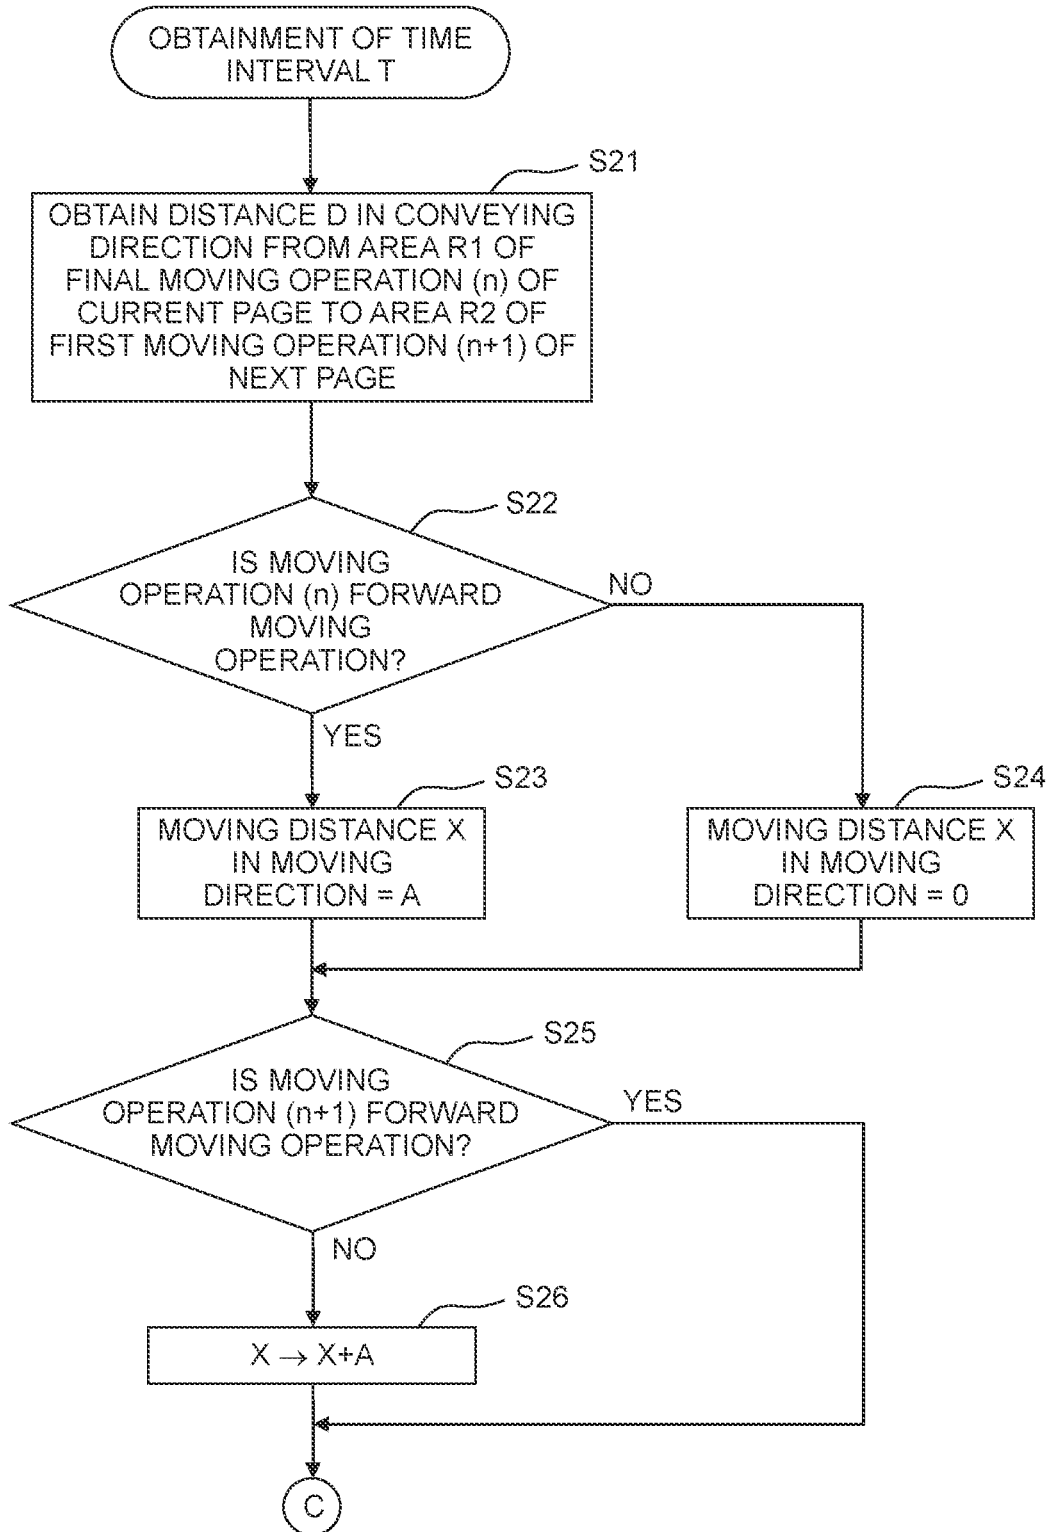 OBTAINMENT OF TIME
INTERVAL T
S21
OBTAIN DISTANCE D IN CONVEYING
DIRECTION FROM AREA R1 OF
FINAL MOVING OPERATION (n) OF
CURRENT PAGE TO AREA R2 OF
FIRST MOVING OPERATION (n+1) OF
NEXT PAGE
S22
IS MOVING
OPERATION (n) FORWARD
MOVING
OPERATION?
NO
YES
S23
MOVING DISTANCE X
IN MOVING
DIRECTION = A
S24
MOVING DISTANCE X
IN MOVING
DIRECTION = 0
S25
IS MOVING
OPERATION (n+1) FORWARD
MOVING OPERATION?
YES
NO
S26
X → X+A
C